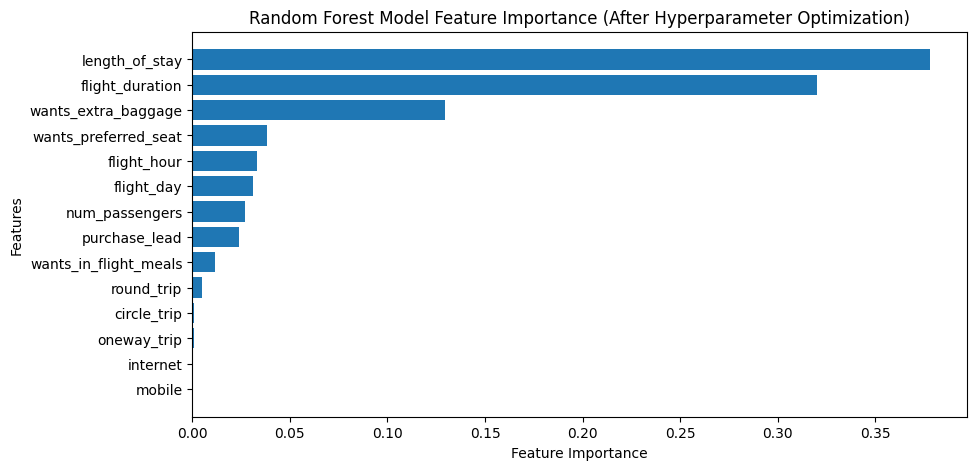 Random Forest Model Feature Importance (After Hyperparameter Optimization)
Features
length_of_stay
flight_duration
wants_extra_baggage
wants_preferred_seat
flight_hour
flight_day
num_passengers
purchase_lead
wants_in_flight_meals
round_trip
circle_trip
oneway_trip
internet
mobile
0.00 0.05 0.10 0.15 0.20 0.25 0.30 0.35
Feature Importance